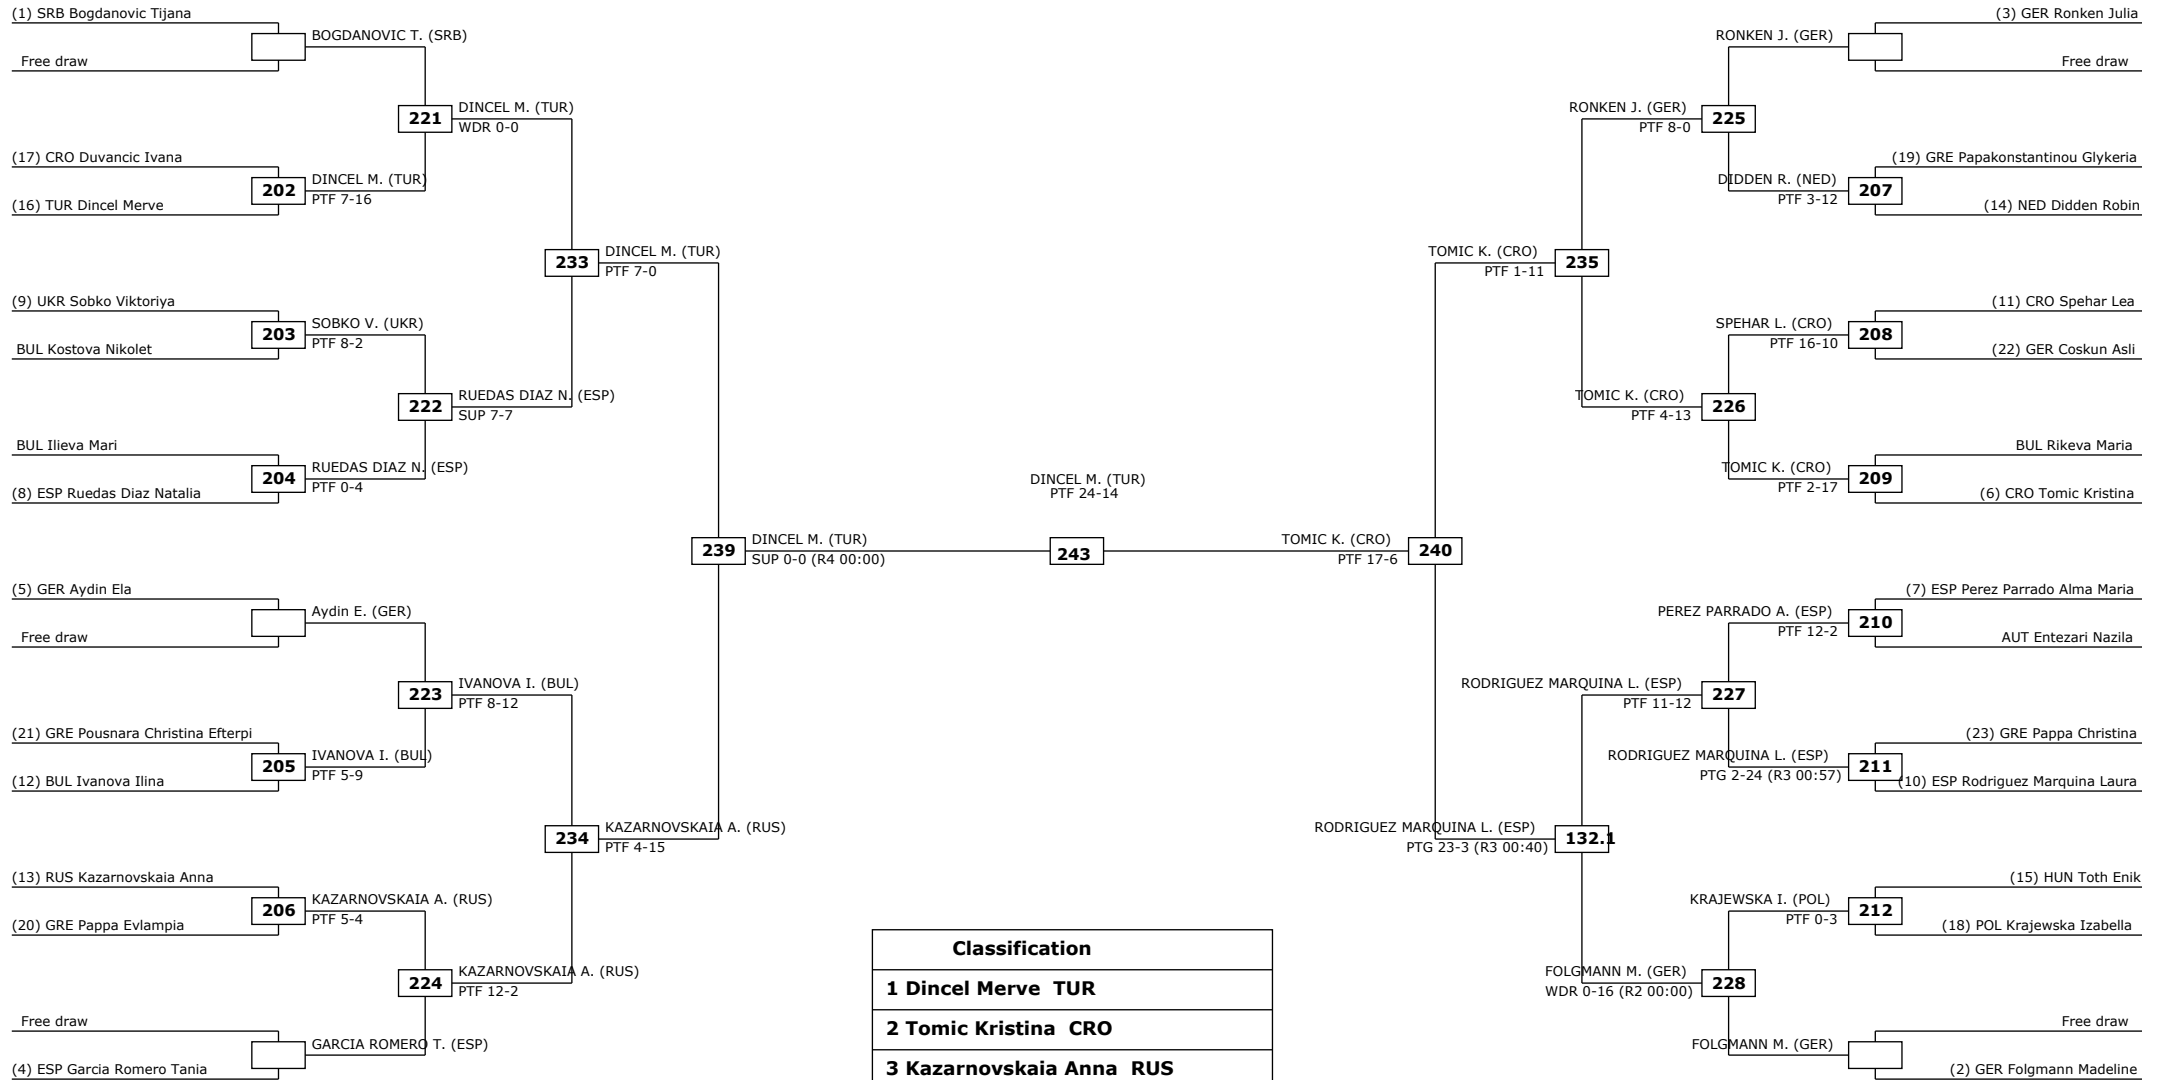 (1) SRB Bogdanovic Tijana
BOGDANOVIC T. (SRB)
Free draw
221
DINCEL M. (TUR)
WDR 0-0
(17) CRO Duvancic Ivana
202
DINCEL M. (TUR)
PTF 7-16
(16) TUR Dincel Merve
233
DINCEL M. (TUR)
PTF 7-0
(9) UKR Sobko Viktoriya
203
SOBKO V. (UKR)
PTF 8-2
BUL Kostova Nikolet
222
RUEDAS DIAZ N. (ESP)
SUP 7-7
BUL Ilieva Mari
204
RUEDAS DIAZ N. (ESP)
PTF 0-4
(8) ESP Ruedas Diaz Natalia
239
DINCEL M. (TUR)
SUP 0-0 (R4 00:00)
(5) GER Aydin Ela
Aydin E. (GER)
Free draw
223
IVANOVA I. (BUL)
PTF 8-12
(21) GRE Pousnara Christina Efterpi
205
IVANOVA I. (BUL)
PTF 5-9
(12) BUL Ivanova Ilina
234
KAZARNOVSKAIA A. (RUS)
PTF 4-15
(13) RUS Kazarnovskaia Anna
206
KAZARNOVSKAIA A. (RUS)
PTF 5-4
(20) GRE Pappa Evlampia
224
KAZARNOVSKAIA A. (RUS)
PTF 12-2
Free draw
GARCIA ROMERO T. (ESP)
(4) ESP Garcia Romero Tania
DINCEL M. (TUR)
PTF 24-14
243
(3) GER Ronken Julia
RONKEN J. (GER)
Free draw
RONKEN J. (GER)
PTF 8-0
225
(19) GRE Papakonstantinou Glykeria
DIDDEN R. (NED)
PTF 3-12
207
(14) NED Didden Robin
TOMIC K. (CRO)
PTF 1-11
235
(11) CRO Spehar Lea
SPEHAR L. (CRO)
PTF 16-10
208
(22) GER Coskun Asli
TOMIC K. (CRO)
PTF 4-13
226
BUL Rikeva Maria
TOMIC K. (CRO)
PTF 2-17
209
(6) CRO Tomic Kristina
TOMIC K. (CRO)
PTF 17-6
240
(7) ESP Perez Parrado Alma Maria
PEREZ PARRADO A. (ESP)
PTF 12-2
210
AUT Entezari Nazila
RODRIGUEZ MARQUINA L. (ESP)
PTF 11-12
227
(23) GRE Pappa Christina
RODRIGUEZ MARQUINA L. (ESP)
PTG 2-24 (R3 00:57)
211
(10) ESP Rodriguez Marquina Laura
RODRIGUEZ MARQUINA L. (ESP)
PTG 23-3 (R3 00:40)
132.1
(15) HUN Toth Enik
KRAJEWSKA I. (POL)
PTF 0-3
212
(18) POL Krajewska Izabella
FOLGMANN M. (GER)
WDR 0-16 (R2 00:00)
228
Free draw
FOLGMANN M. (GER)
(2) GER Folgmann Madeline
Classification
1 Dincel Merve TUR
2 Tomic Kristina CRO
3 Kazarnovskaia Anna RUS